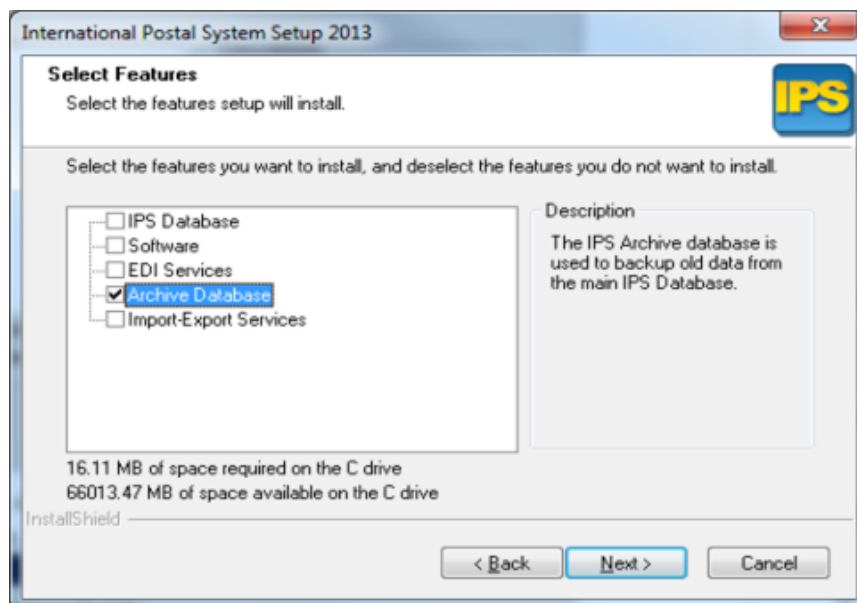 International Postal System Setup 2013
Select Features
Select the features setup will install.
IPS
Select the features you want to install, and deselect the features you do not want to install.
IPS Database
Software
EDI Services
Archive Database
Import-Export Services
Description
The IPS Archive database is
used to backup old data from
the main IPS Database.
16.11 MB of space required on the C drive
66013.47 MB of space available on the C drive
InstallShield
< Back
Next >
Cancel